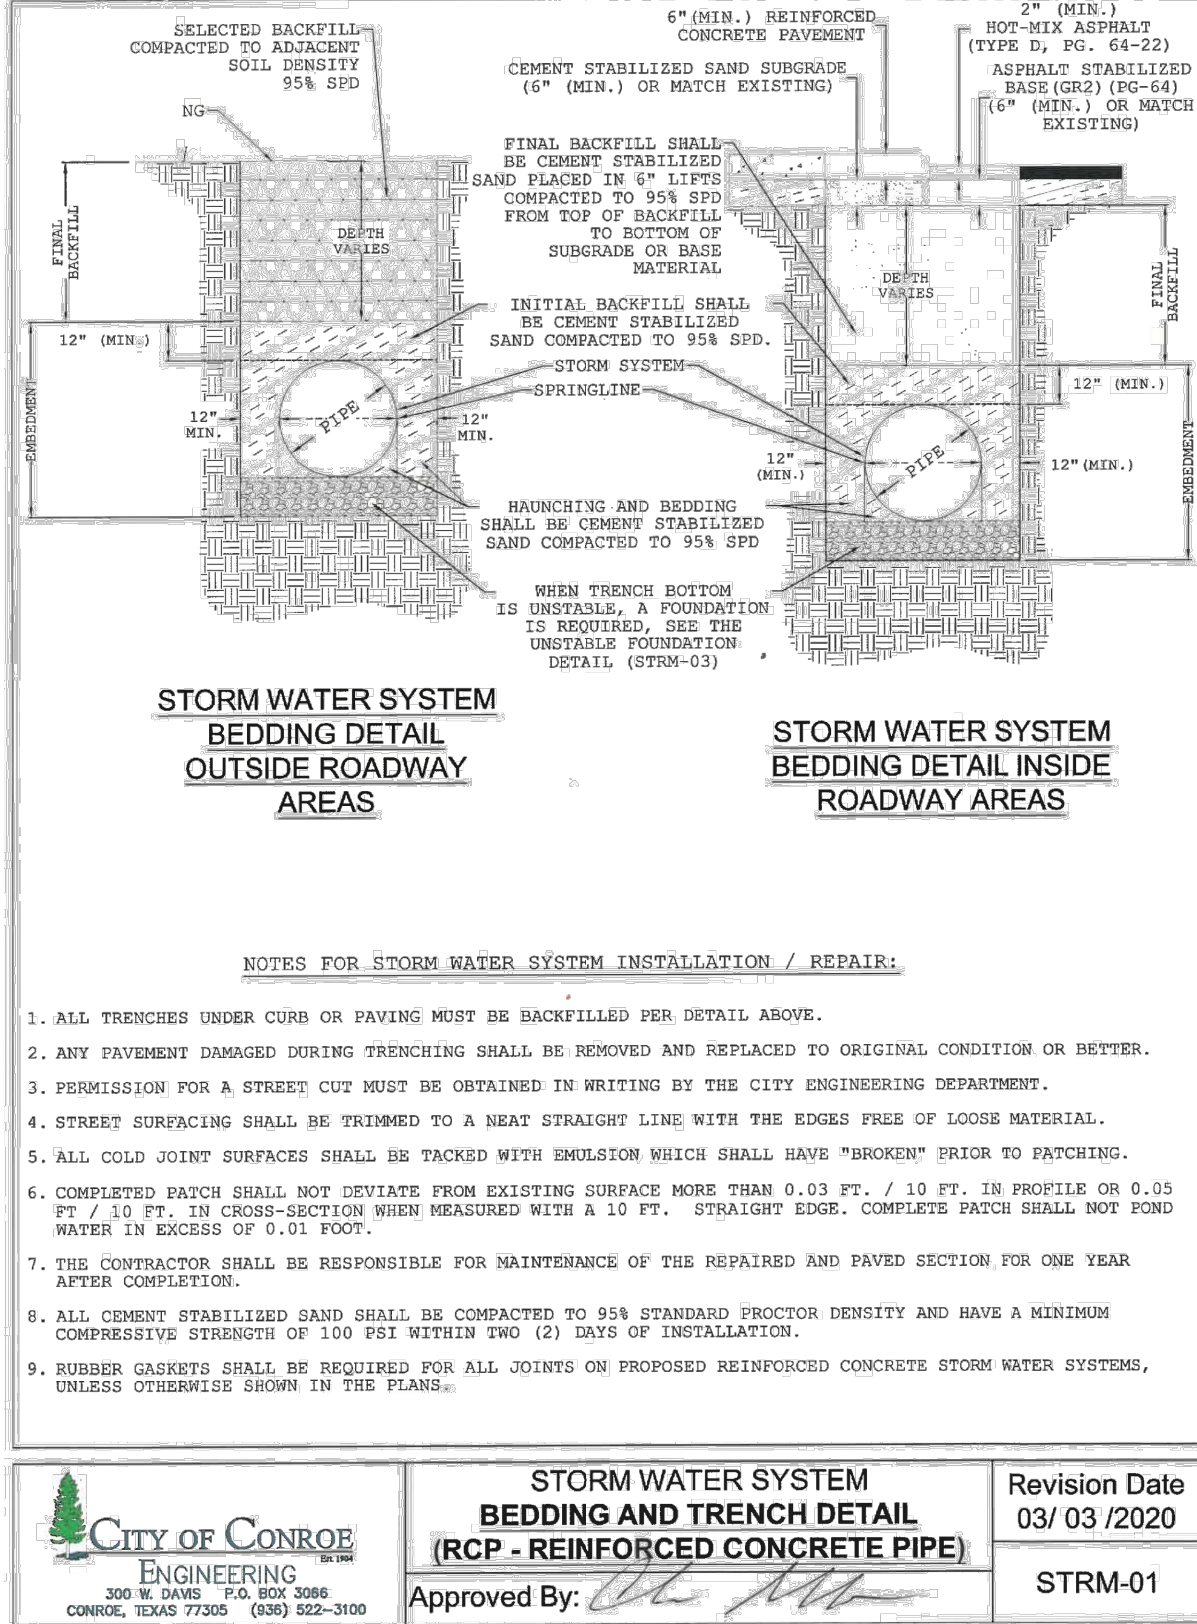 SELECTED BACKFILL
COMPACTED TO ADJACENT
SOIL DENSITY
95% SPD
NG
FINAL
BACKFILL
DEPTH
VARIES
12" (MIN.)
EMBEDMENT
12"
MIN.
PIPE
12"
MIN.
6" (MIN.) REINFORCED
CONCRETE PAVEMENT
CEMENT STABILIZED SAND SUBGRADE
(6" (MIN.) OR MATCH EXISTING)
2" (MIN.)
HOT-MIX ASPHALT
(TYPE D, PG. 64-22)
ASPHALT STABILIZED
BASE (GR2) (PG-64)
(6" (MIN.) OR MATCH
EXISTING)
FINAL BACKFILL SHALL
BE CEMENT STABILIZED
SAND PLACED IN 6" LIFTS
COMPACTED TO 95% SPD
FROM TOP OF BACKFILL
TO BOTTOM OF
SUBGRADE OR BASE
MATERIAL
INITIAL BACKFILL SHALL
BE CEMENT STABILIZED
SAND COMPACTED TO 95% SPD.
STORM SYSTEM
SPRINGLINE
HAUNCHING AND BEDDING
SHALL BE CEMENT STABILIZED
SAND COMPACTED TO 95% SPD
WHEN TRENCH BOTTOM
IS UNSTABLE, A FOUNDATION
IS REQUIRED, SEE THE
UNSTABLE FOUNDATION
DETAIL (STRM-03)
DEPTH
VARIES
FINAL
BACKFILL
12" (MIN.)
12"
(MIN.)
PIPE
12" (MIN.)
EMBEDMENT
STORM WATER SYSTEM
BEDDING DETAIL
OUTSIDE ROADWAY
AREAS
STORM WATER SYSTEM
BEDDING DETAIL INSIDE
ROADWAY AREAS
NOTES FOR STORM WATER SYSTEM INSTALLATION / REPAIR:
1. ALL TRENCHES UNDER CURB OR PAVING MUST BE BACKFILLED PER DETAIL ABOVE.
2. ANY PAVEMENT DAMAGED DURING TRENCHING SHALL BE REMOVED AND REPLACED TO ORIGINAL CONDITION OR BETTER.
3. PERMISSION FOR A STREET CUT MUST BE OBTAINED IN WRITING BY THE CITY ENGINEERING DEPARTMENT.
4. STREET SURFACING SHALL BE TRIMMED TO A NEAT STRAIGHT LINE WITH THE EDGES FREE OF LOOSE MATERIAL.
5. ALL COLD JOINT SURFACES SHALL BE TACKED WITH EMULSION WHICH SHALL HAVE "BROKEN" PRIOR TO PATCHING.
6. COMPLETED PATCH SHALL NOT DEVIATE FROM EXISTING SURFACE MORE THAN 0.03 FT. / 10 FT. IN PROFILE OR 0.05
FT / 10 FT. IN CROSS-SECTION WHEN MEASURED WITH A 10 FT. STRAIGHT EDGE. COMPLETE PATCH SHALL NOT POND
WATER IN EXCESS OF 0.01 FOOT.
7. THE CONTRACTOR SHALL BE RESPONSIBLE FOR MAINTENANCE OF THE REPAIRED AND PAVED SECTION FOR ONE YEAR
AFTER COMPLETION.
8. ALL CEMENT STABILIZED SAND SHALL BE COMPACTED TO 95% STANDARD PROCTOR DENSITY AND HAVE A MINIMUM
COMPRESSIVE STRENGTH OF 100 PSI WITHIN TWO (2) DAYS OF INSTALLATION.
9. RUBBER GASKETS SHALL BE REQUIRED FOR ALL JOINTS ON PROPOSED REINFORCED CONCRETE STORM WATER SYSTEMS,
UNLESS OTHERWISE SHOWN IN THE PLANS.
CITY OF CONROE
Est. 1904
ENGINEERING
300 W. DAVIS P.O. BOX 3066
CONROE, TEXAS 77305 (936) 522-3100
STORM WATER SYSTEM
BEDDING AND TRENCH DETAIL
(RCP - REINFORCED CONCRETE PIPE)
Approved By:
Revision Date
03/ 03 /2020
STRM-01